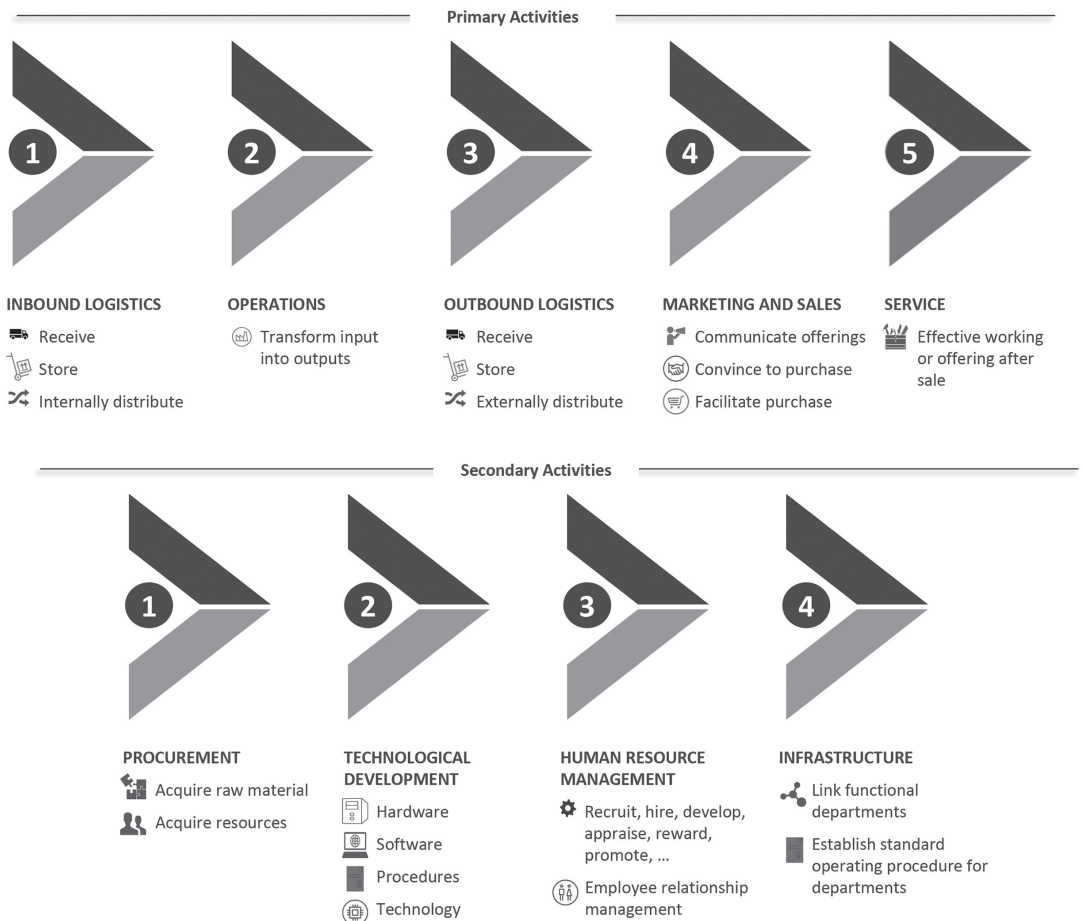 Primary Activities
1
2
3
4
5
INBOUND LOGISTICS
Receive
Store
Internally distribute
OPERATIONS
Transform input
into outputs
OUTBOUND LOGISTICS
Receive
Store
Externally distribute
MARKETING AND SALES
Communicate offerings
Convince to purchase
Facilitate purchase
SERVICE
Effective working
or offering after
sale
Secondary Activities
1
2
3
4
PROCUREMENT
Acquire raw material
Acquire resources
TECHNOLOGICAL
DEVELOPMENT
Hardware
Software
Procedures
Technology
HUMAN RESOURCE
MANAGEMENT
Recruit, hire, develop,
appraise, reward,
promote, ...
Employee relationship
management
INFRASTRUCTURE
Link functional
departments
Establish standard
operating procedure for
departments